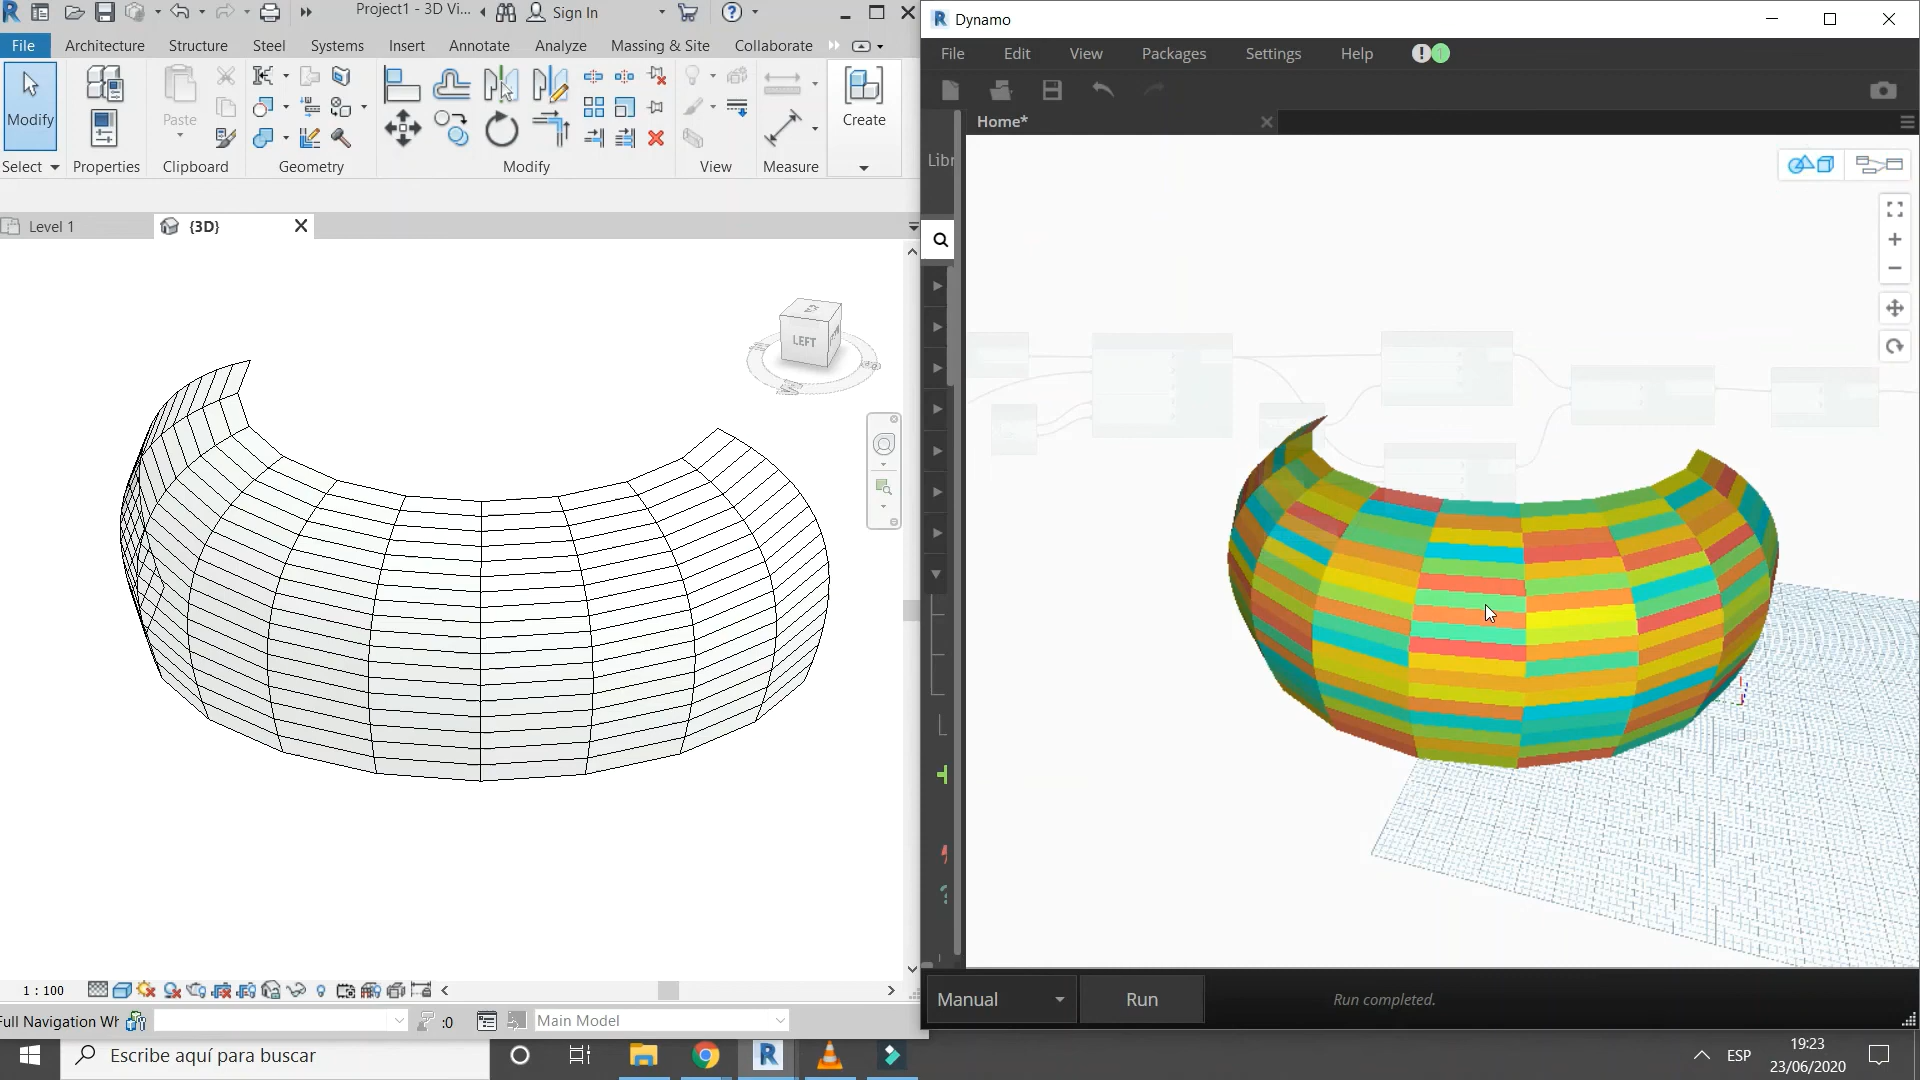 Project1 - 3D Vi...
Sign In
File
Architecture
Structure
Steel
Systems
Insert
Annotate
Analyze
Massing & Site
Collaborate
Modify
Paste
Create
Select
Properties
Clipboard
Geometry
Modify
View
Measure
Level 1
{3D}
LEFT
1 : 100
Full Navigation Wh
:0
Main Model
Dynamo
File
Edit
View
Packages
Settings
Help
Home*
Libr
Manual
Run
Run completed.
Escribe aquí para buscar
ESP
19:23
23/06/2020